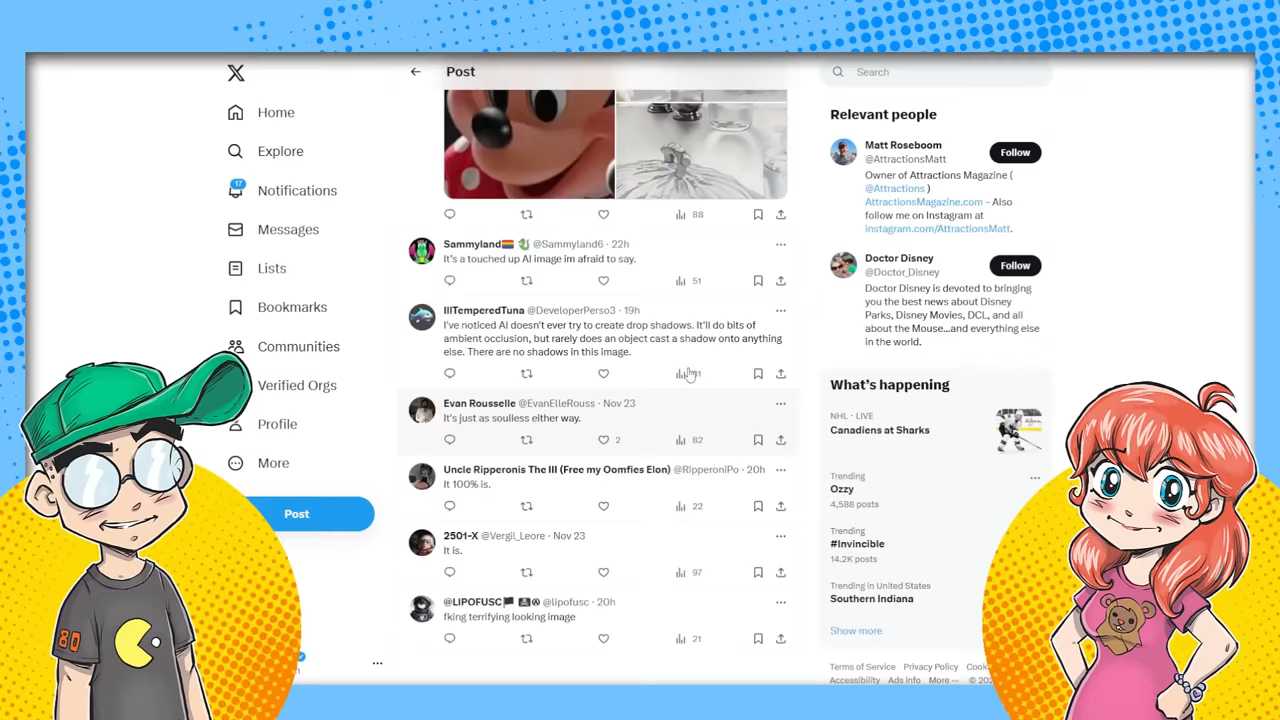 Home
Explore
17
Notifications
Messages
Lists
Bookmarks
Communities
Verified Orgs
Profile
More
Post
Post
88
Sammyland @Sammyland6 · 22h
It's a touched up AI image im afraid to say.
51
IllTemperedTuna @DeveloperPerso3 · 19h
I've noticed AI doesn't ever try to create drop shadows. It'll do bits of
ambient occlusion, but rarely does an object cast a shadow onto anything
else. There are no shadows in this image.
Evan Rousselle @EvanElleRouss · Nov 23
It's just as soulless either way.
2
82
Uncle Ripperonis The III (Free my Oomfies Elon) @RipperoniPo · 20h
It 100% is.
22
2501-X @Vergil_Leore · Nov 23
It is.
97
@LIPOFUSC @lipofusc · 20h
fking terrifying looking image
21
Search
Relevant people
Matt Roseboom
@AttractionsMatt
Follow
Owner of Attractions Magazine (
@Attractions )
AttractionsMagazine.com - Also
follow me on Instagram at
instagram.com/AttractionsMatt.
Doctor Disney
@Doctor_Disney
Follow
Doctor Disney is devoted to bringing
you the best news about Disney
Parks, Disney Movies, DCL, and all
about the Mouse...and everything else
in the world.
What's happening
NHL · LIVE
Canadiens at Sharks
Trending
Ozzy
4,588 posts
Trending
#Invincible
14.2K posts
Trending in United States
Southern Indiana
Show more
Terms of Service Privacy Policy
Accessibility Ads info More ···
80